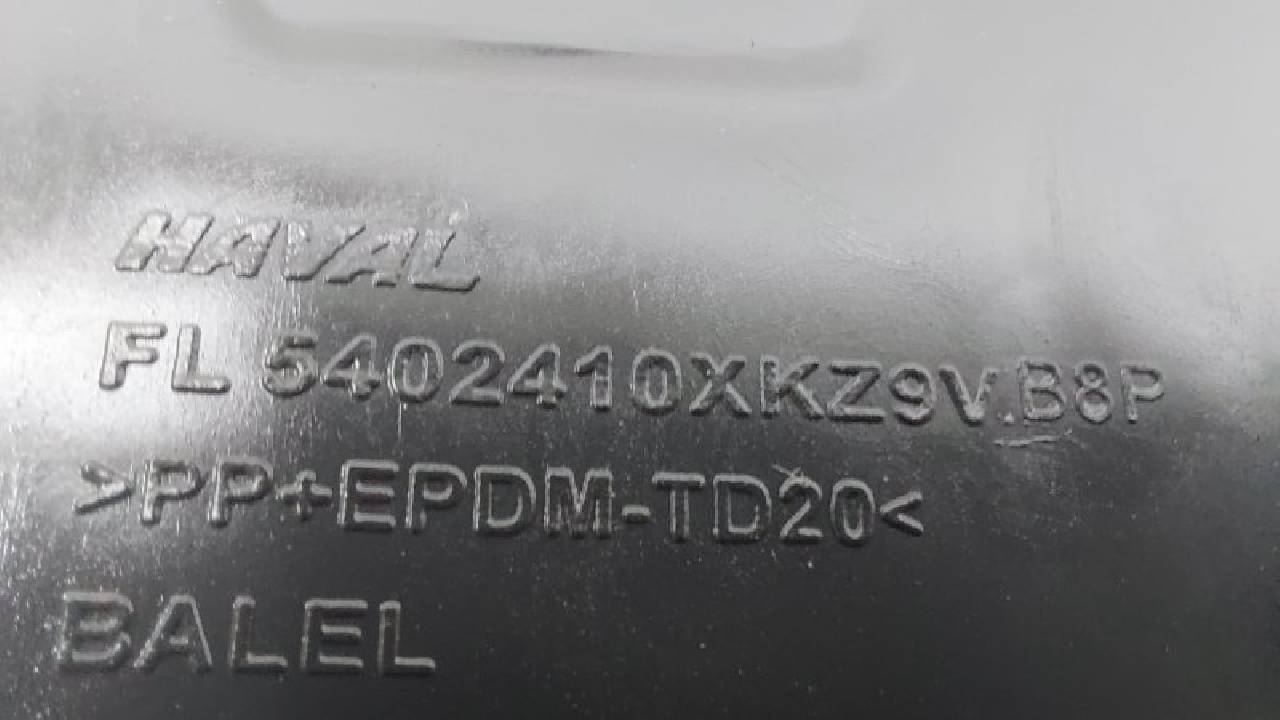 HAVAL
FL 5402410XKZ9V.B8P
>PP+EPDM-TD20<
BALEL